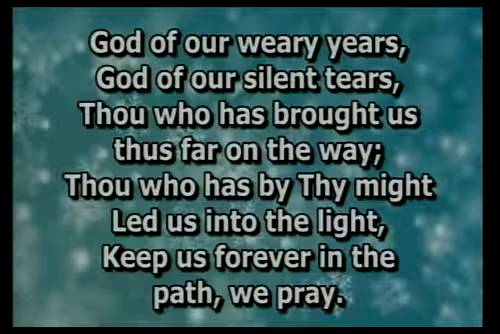 God of our weary years,
God of our silent tears,
Thou who has brought us
thus far on the way;
Thou who has by Thy might
Led us into the light,
Keep us forever in the
path, we pray.